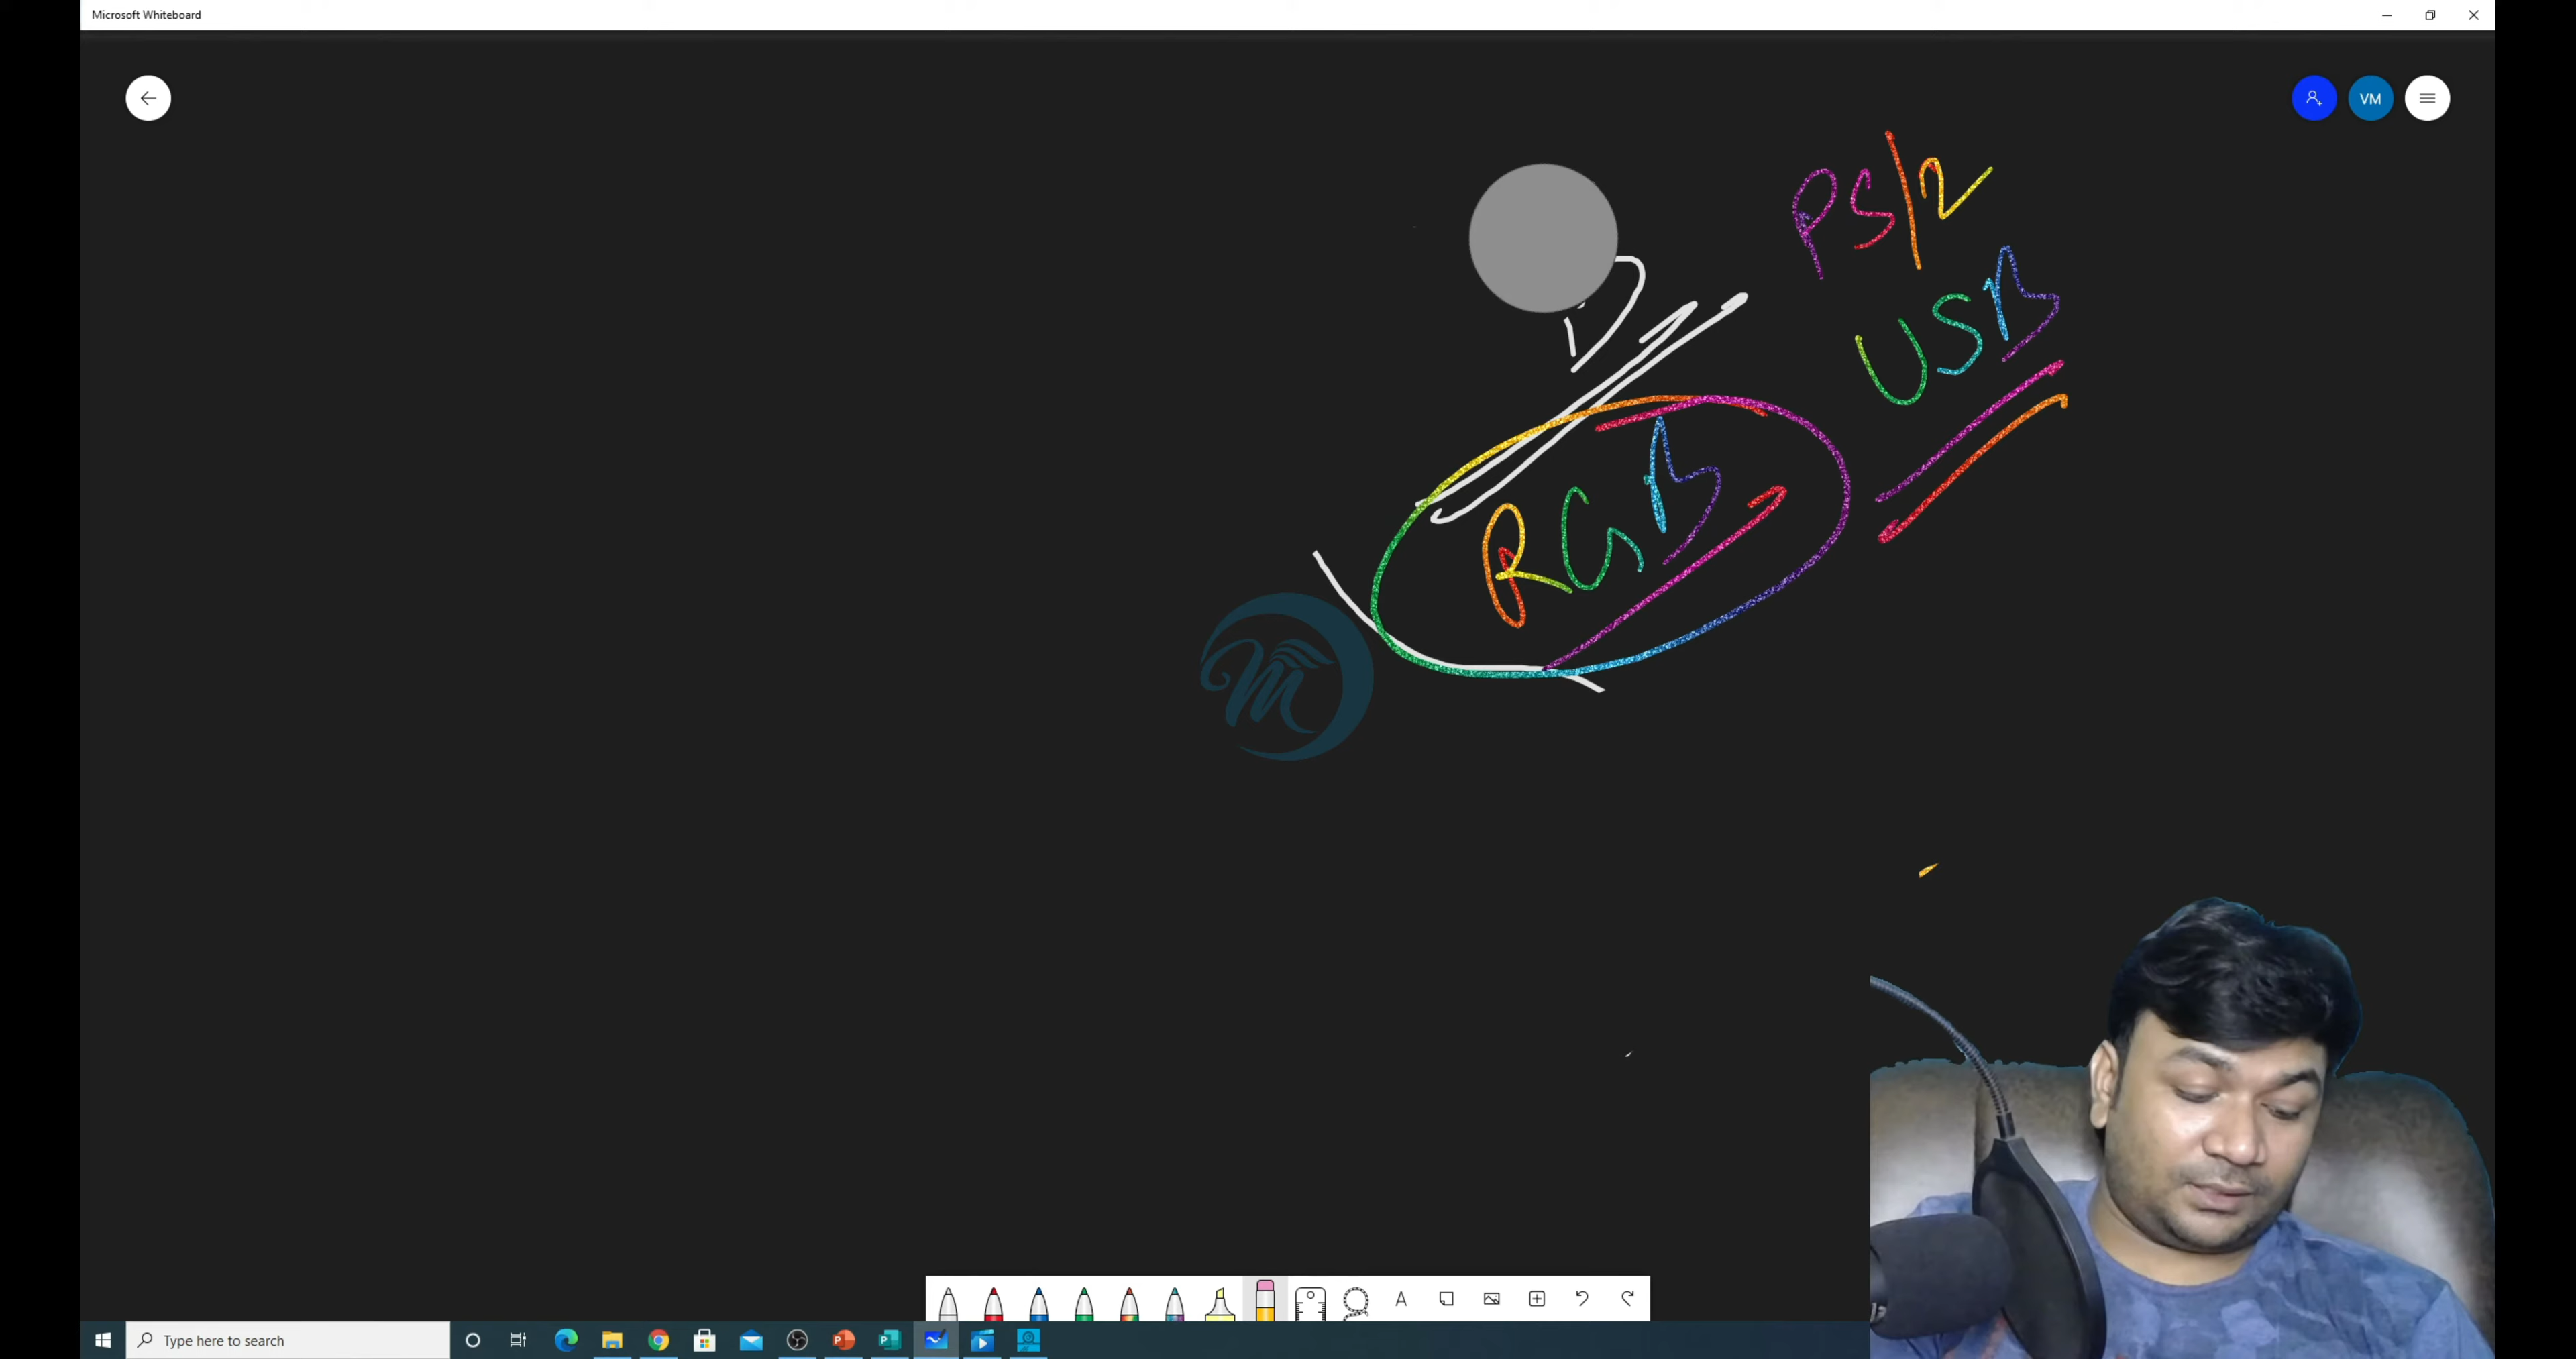 Microsoft Whiteboard
VM
PS/2
USB
RGB
A
Type here to search